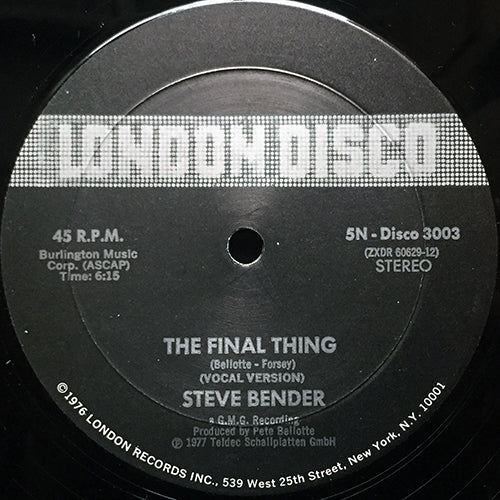 LONDON DISCO
45 R.P.M.
Burlington Music
Corp. (ASCAP)
Time: 6:15
5N - Disco 3003
(ZXDR 60629-12)
STEREO
THE FINAL THING
(Bellotte - Forsey)
(VOCAL VERSION)
STEVE BENDER
a G.M.G. Recording
Produced by Pete Bellotte
℗ 1977 Teldec Schallplatten GmbH
©1976 LONDON RECORDS INC., 539 West 25th Street, New York, N.Y. 10001